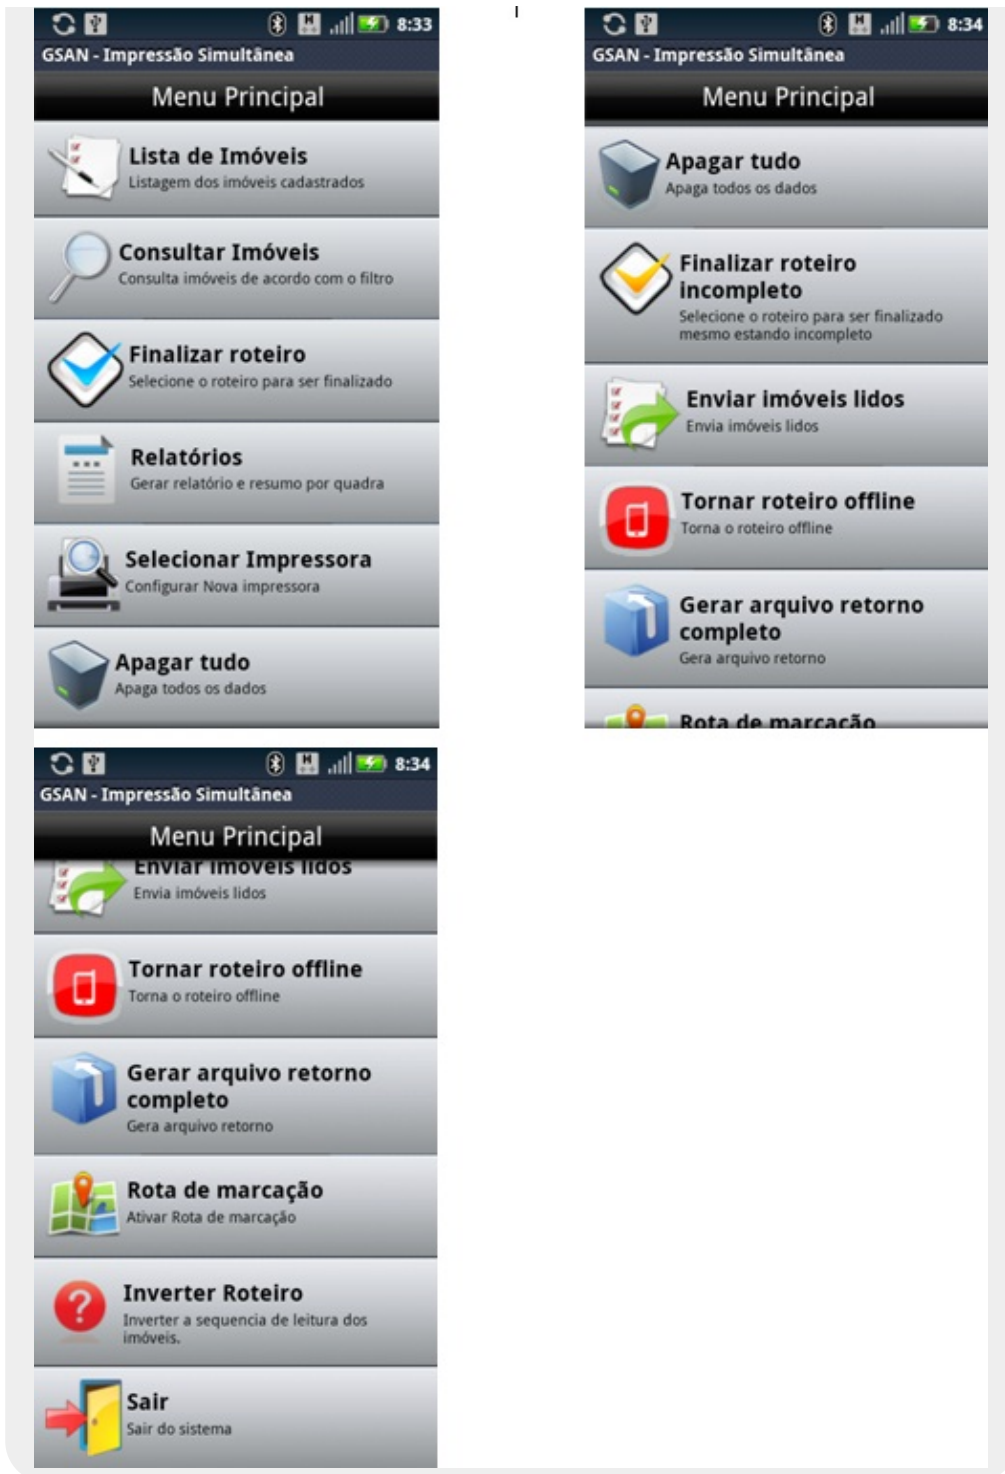 8:33
GSAN - Impressão Simultânea
Menu Principal
Lista de Imóveis
Listagem dos imóveis cadastrados
Consultar Imóveis
Consulta imóveis de acordo com o filtro
Finalizar roteiro
Selecione o roteiro para ser finalizado
Relatórios
Gerar relatório e resumo por quadra
Selecionar Impressora
Configurar Nova impressora
Apagar tudo
Apaga todos os dados
8:34
GSAN - Impressão Simultânea
Menu Principal
Apagar tudo
Apaga todos os dados
Finalizar roteiro
incompleto
Selecione o roteiro para ser finalizado
mesmo estando incompleto
Enviar imóveis lidos
Envia imóveis lidos
Tornar roteiro offline
Torna o roteiro offline
Gerar arquivo retorno
completo
Gera arquivo retorno
Rota de marcação
8:34
GSAN - Impressão Simultânea
Menu Principal
Enviar imóveis lidos
Envia imóveis lidos
Tornar roteiro offline
Torna o roteiro offline
Gerar arquivo retorno
completo
Gera arquivo retorno
Rota de marcação
Ativar Rota de marcação
Inverter Roteiro
Inverter a sequencia de leitura dos
imóveis.
Sair
Sair do sistema